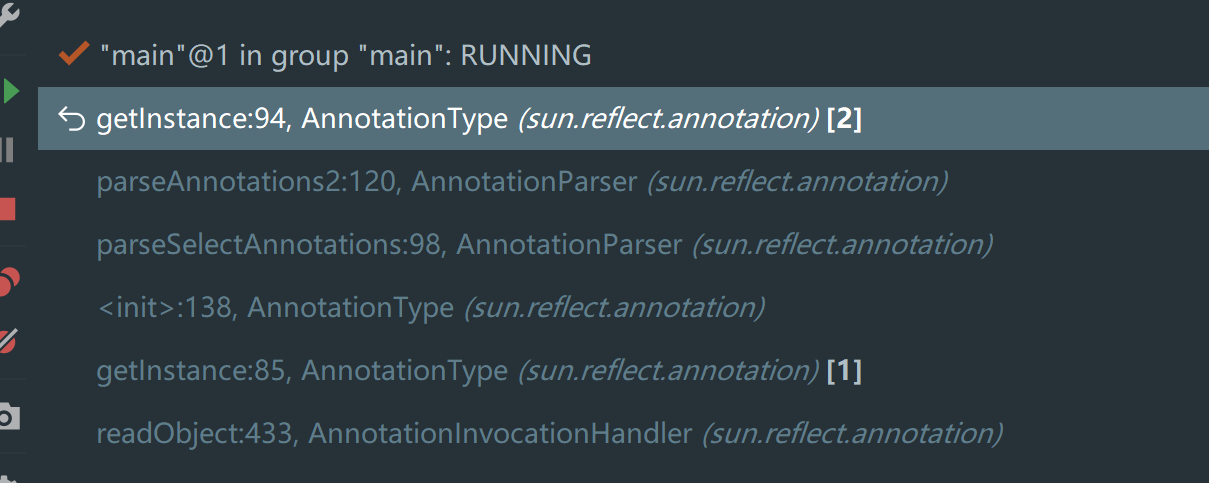 "main"@1 in group "main": RUNNING
getInstance:94, AnnotationType (sun.reflect.annotation) [2]
parseAnnotations2:120, AnnotationParser (sun.reflect.annotation)
parseSelectAnnotations:98, AnnotationParser (sun.reflect.annotation)
<init>:138, AnnotationType (sun.reflect.annotation)
getInstance:85, AnnotationType (sun.reflect.annotation) [1]
readObject:433, AnnotationInvocationHandler (sun.reflect.annotation)